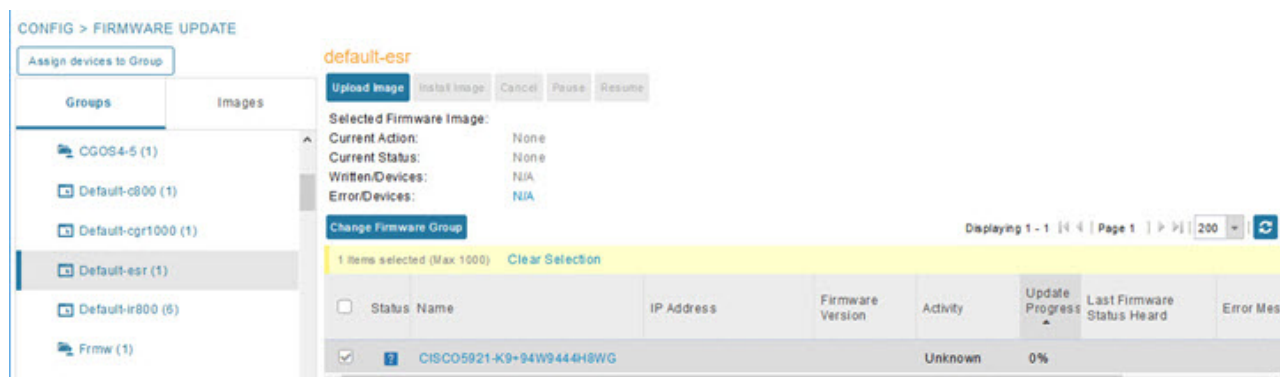 CONFIG > FIRMWARE UPDATE
Assign devices to Group
Groups Images
CGOS4-5 (1)
Default-c800 (1)
Default-cgr1000 (1)
Default-esr (1)
Default-ir800 (6)
Frmw (1)
default-esr
Upload Image Install Image Cancel Pause Resume
Selected Firmware Image:
Current Action: None
Current Status: None
Written/Devices: N/A
Error/Devices: N/A
Change Firmware Group Displaying 1 - 1 Page 1 200
1 Items selected (Max 1000) Clear Selection
Status Name IP Address Firmware Version Activity Update Progress Last Firmware Status Heard Error Mes
CISCO5921-K9+94W9444H8WG Unknown 0%